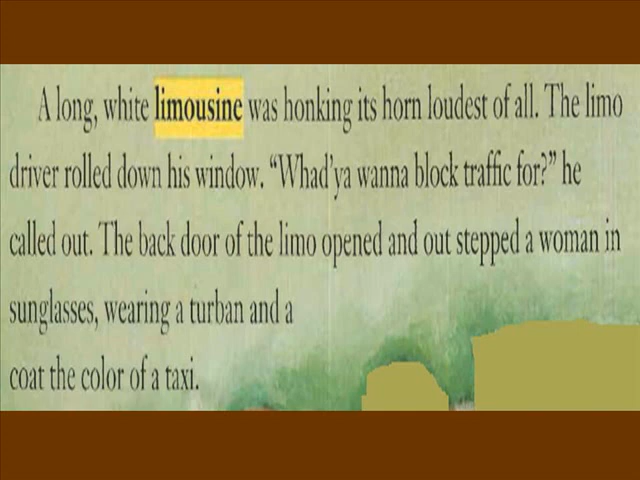 A long, white limousine was honking its horn loudest of all. The limo
driver rolled down his window. “Whad’ya wanna block traffic for?” he
called out. The back door of the limo opened and out stepped a woman in
sunglasses, wearing a turban and a
coat the color of a taxi.